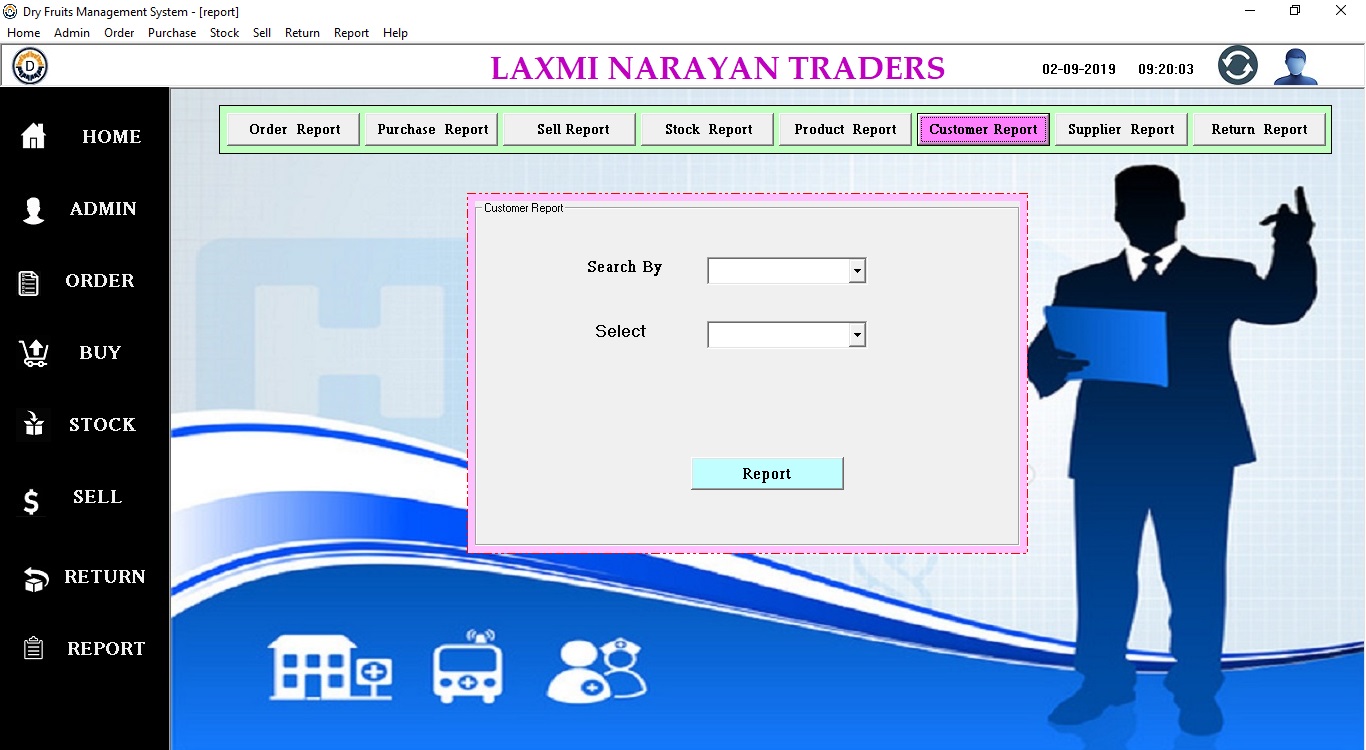 Dry Fruits Management System - [report]
Home Admin Order Purchase Stock Sell Return Report Help
D LAXMI NARAYAN TRADERS 02-09-2019 09:20:03
Order Report Purchase Report Sell Report Stock Report Product Report Customer Report Supplier Report Return Report
HOME
ADMIN
ORDER
BUY
STOCK
SELL
RETURN
REPORT
Customer Report
Search By
Select
Report
H